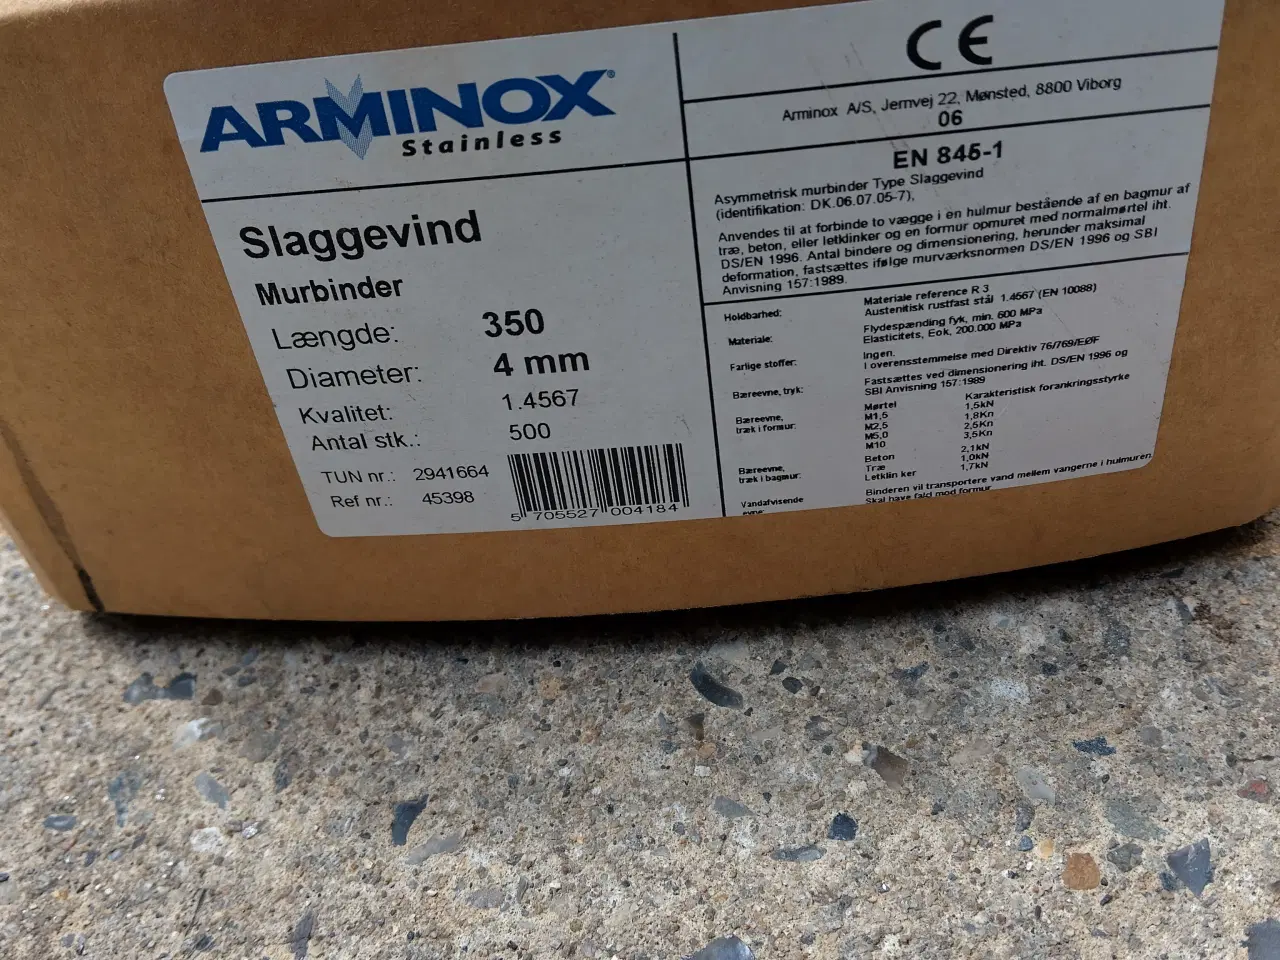 ARMINOX®
Stainless
Slaggevind
Murbinder
Længde: 350
Diameter: 4 mm
Kvalitet: 1.4567
Antal stk.: 500
TUN nr.: 2941664
Ref nr.: 45398
5 705527 004184
CE
Arminox A/S, Jernvej 22, Mønsted, 8800 Viborg
06
EN 845-1
Asymmetrisk murbinder Type Slaggevind
(identifikation: DK.06.07.05-7),
Anvendes til at forbinde to vægge i en hulmur bestående af en bagmur af
træ, beton, eller letklinker og en formur opmuret med normalmørtel iht.
DS/EN 1996. Antal bindere og dimensionering, herunder maksimal
deformation, fastsættes ifølge murværksnormen DS/EN 1996 og SBI
Anvisning 157:1989.
Holdbarhed: Materiale reference R 3
Austenitisk rustfast stål 1.4567 (EN 10088)
Materiale: Flydespænding fyk, min. 600 MPa
Elasticitets, Eok, 200.000 MPa
Farlige stoffer: Ingen.
I overensstemmelse med Direktiv 76/769/EØF
Bæreevne, tryk: Fastsættes ved dimensionering iht. DS/EN 1996 og
SBI Anvisning 157:1989
Bæreevne, Mørtel Karakteristisk forankringsstyrke
træk i formur: M1,5 1,5kN
M2,5 1,8Kn
M5,0 2,5Kn
M10 3,5Kn
Bæreevne, Beton 2,1kN
træk i bagmur: Træ 1,0kN
Letklin ker 1,7kN
Vandafvisende Binderen vil transportere vand mellem vangerne i hulmuren.
evne: Skal have fald mod formur